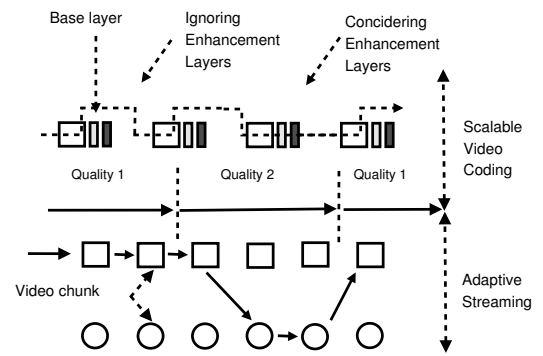 Base layer
Ignoring
Enhancement
Layers
Concidering
Enhancement
Layers
Scalable
Video
Coding
Quality 1
Quality 2
Quality 1
Video chunk
Adaptive
Streaming